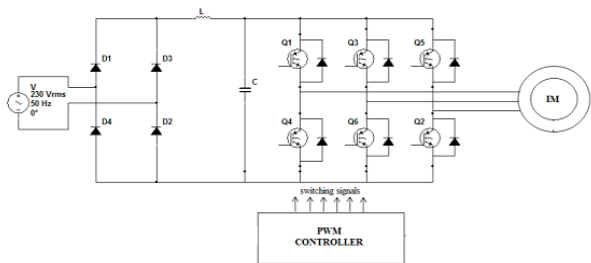 L
D1
D3
Q1
Q3
Q5
V
230 Vrms
50 Hz
0°
C
IM
D4
D2
Q4
Q6
Q2
switching signals
PWM
CONTROLLER